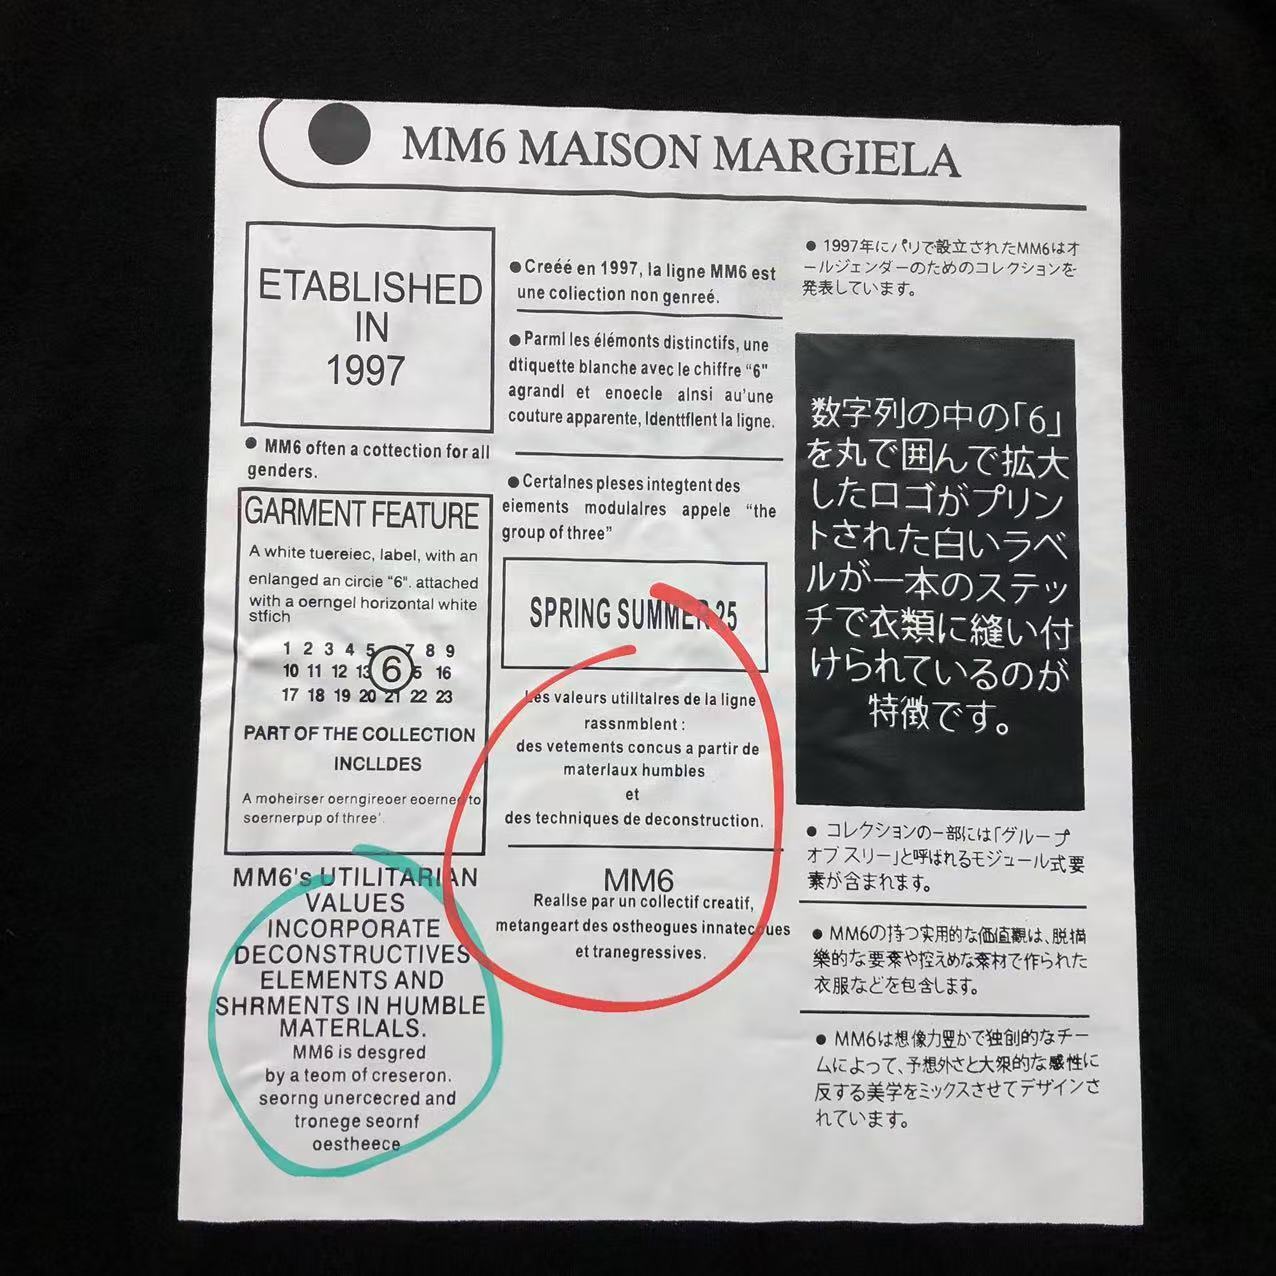 MM6 MAISON MARGIELA
ETABLISHED
IN
1997
● MM6 often a cottection for all
genders.
GARMENT FEATURE
A white tuereiec, label, with an
enlanged an circie “6”. attached
with a oerngel horizontal white
stfich
1 2 3 4 5 7 8 9
10 11 12 13 6 5 16
17 18 19 20 21 22 23
PART OF THE COLLECTION
INCLLDES
A moheirser oerngireoer eoerned to
soernerpup of three’.
MM6's UTILITARIAN
VALUES
INCORPORATE
DECONSTRUCTIVES
ELEMENTS AND
SHRMENTS IN HUMBLE
MATERLALS.
MM6 is desgred
by a teom of creseron.
seorng unercecred and
tronege seornf
oestheece
● Creéé en 1997, la ligne MM6 est
une coliection non genreé.
● Parml les élémonts distinctifs, une
dtiquette blanche avec le chiffre “6”
agrandl et enoecle alnsi au’une
couture apparente, Identtflent la ligne.
● Certalnes pleses integtent des
eiements modulalres appele “the
group of three”
SPRING SUMMER 25
Les valeurs utilitaires de la ligne
rassnmblent :
des vetements concus a partir de
materlaux humbles
et
des techniques de deconstruction.
MM6
Reallse par un collectif creatif,
metangeart des ostheogues innatecques
et tranegressives.
● 1997年にパリで設立されたMM6はオ
ールジェンダーのためのコレクションを
発表しています。
数字列の中の「6」
を丸で囲んで拡大
したロゴがプリン
トされた白いラベ
ルが一本のステッ
チで衣類に縫い付
けられているのが
特徴です。
● コレクションの一部には「グループ
オブスリー」と呼ばれるモジュール式要
素が含まれます。
● MM6の持つ実用的な価値観は、脱構
樂的な要素や控えめな素材で作られた
衣服などを包含します。
● MM6は想像力豊かで独創的なチー
ムによって、予想外さと大衆的な感性に
反する美学をミックスさせてデザインさ
れています。